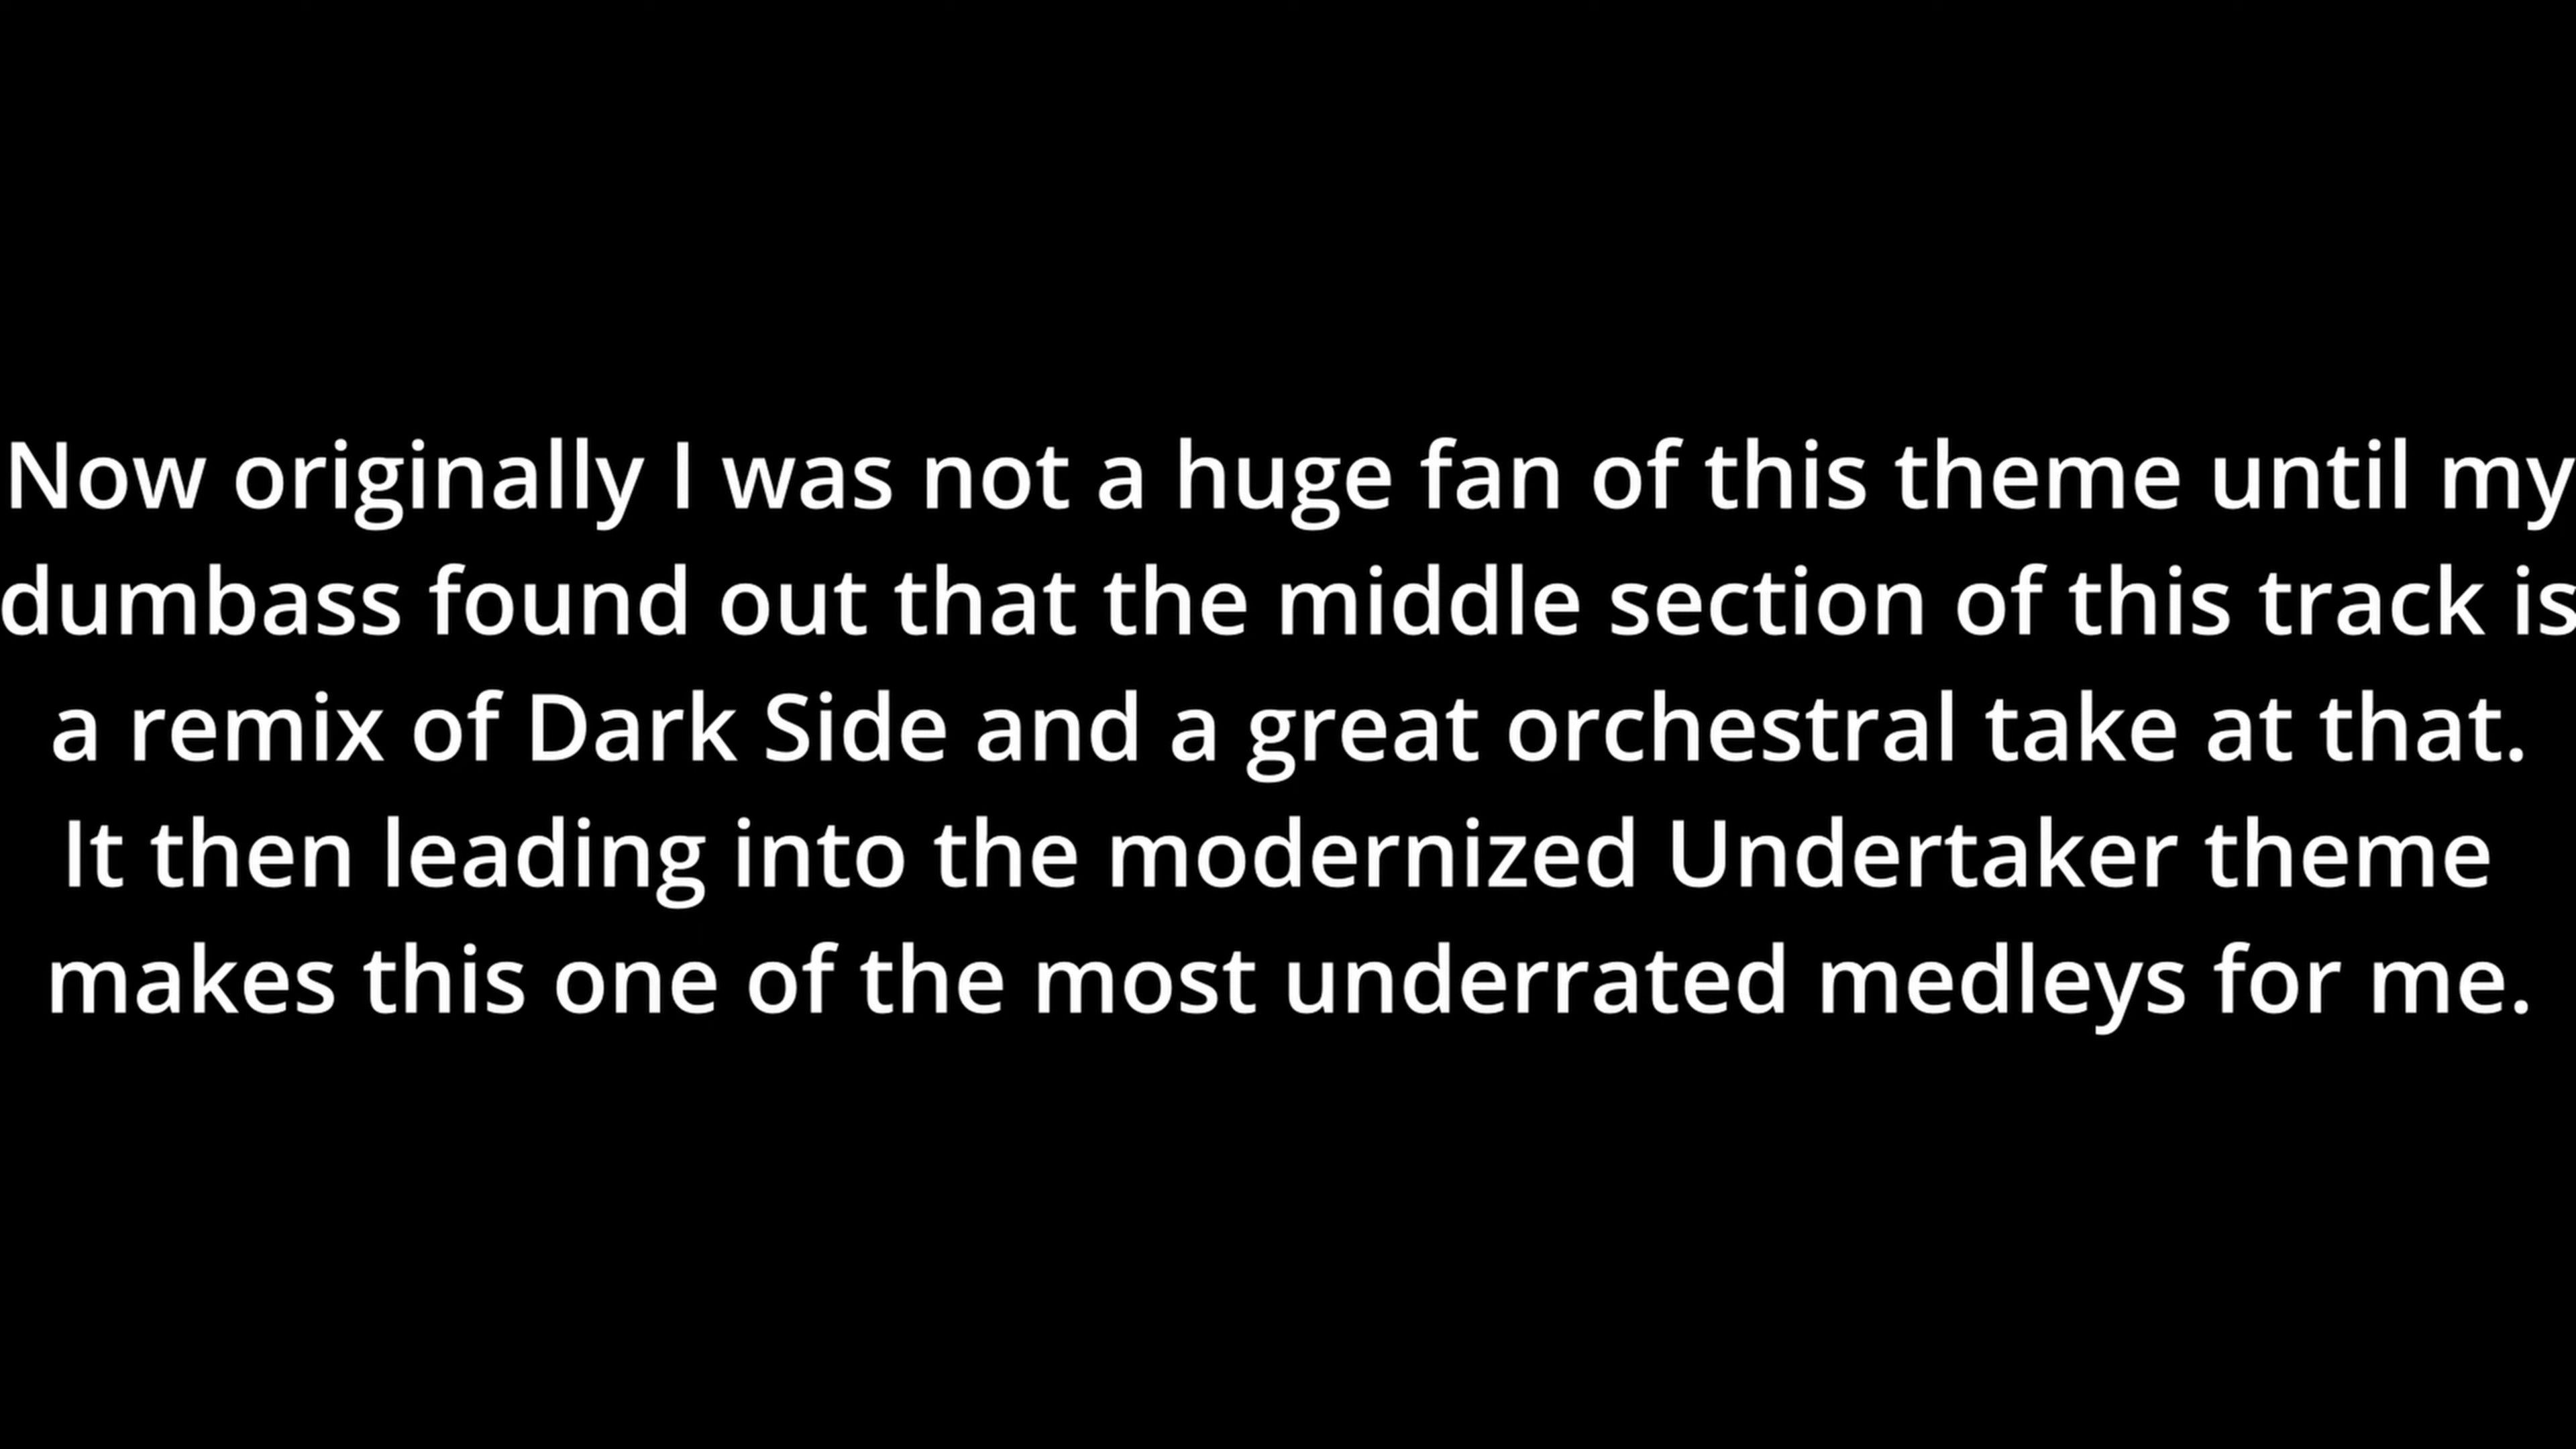 Now originally I was not a huge fan of this theme until my
dumbass found out that the middle section of this track is
a remix of Dark Side and a great orchestral take at that.
It then leading into the modernized Undertaker theme
makes this one of the most underrated medleys for me.